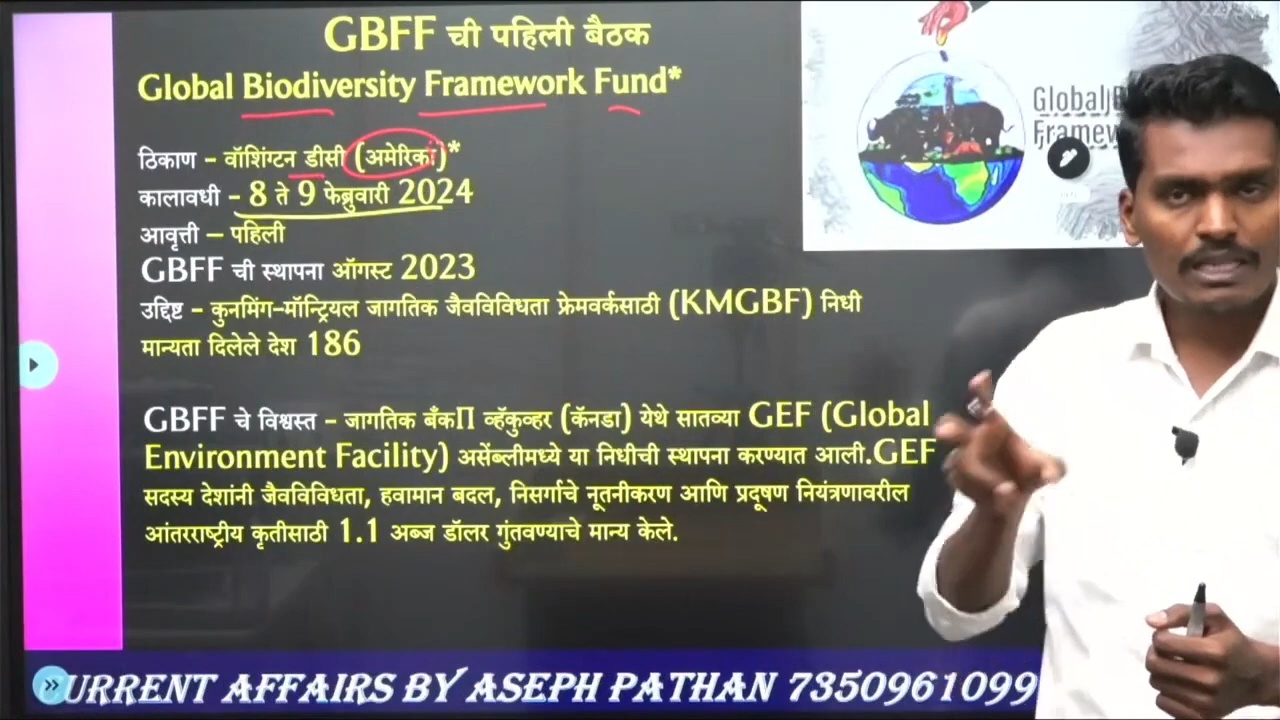 GBFF ची पहिली बैठक
Global Biodiversity Framework Fund*
ठिकाण – वॉशिंग्टन डीसी (अमेरिका)*
कालावधी – 8 ते 9 फेब्रुवारी 2024
आवृत्ती – पहिली
GBFF ची स्थापना ऑगस्ट 2023
उद्दिष्ट – कुनमिंग-मॉन्ट्रियल जागतिक जैवविविधता फ्रेमवर्कसाठी (KMGBF) निधी
मान्यता दिलेले देश 186
GBFF चे विश्वस्त – जागतिक बँकΠ व्हॅकुव्हर (कॅनडा) येथे सातव्या GEF (Global
Environment Facility) असेंब्लीमध्ये या निधीची स्थापना करण्यात आली.GEF
सदस्य देशांनी जैवविविधता, हवामान बदल, निसर्गाचे नूतनीकरण आणि प्रदूषण नियंत्रणावरील
आंतरराष्ट्रीय कृतीसाठी 1.1 अब्ज डॉलर गुंतवण्याचे मान्य केले.
Global
Framew
URRENT AFFAIRS BY ASEPH PATHAN 7350961099